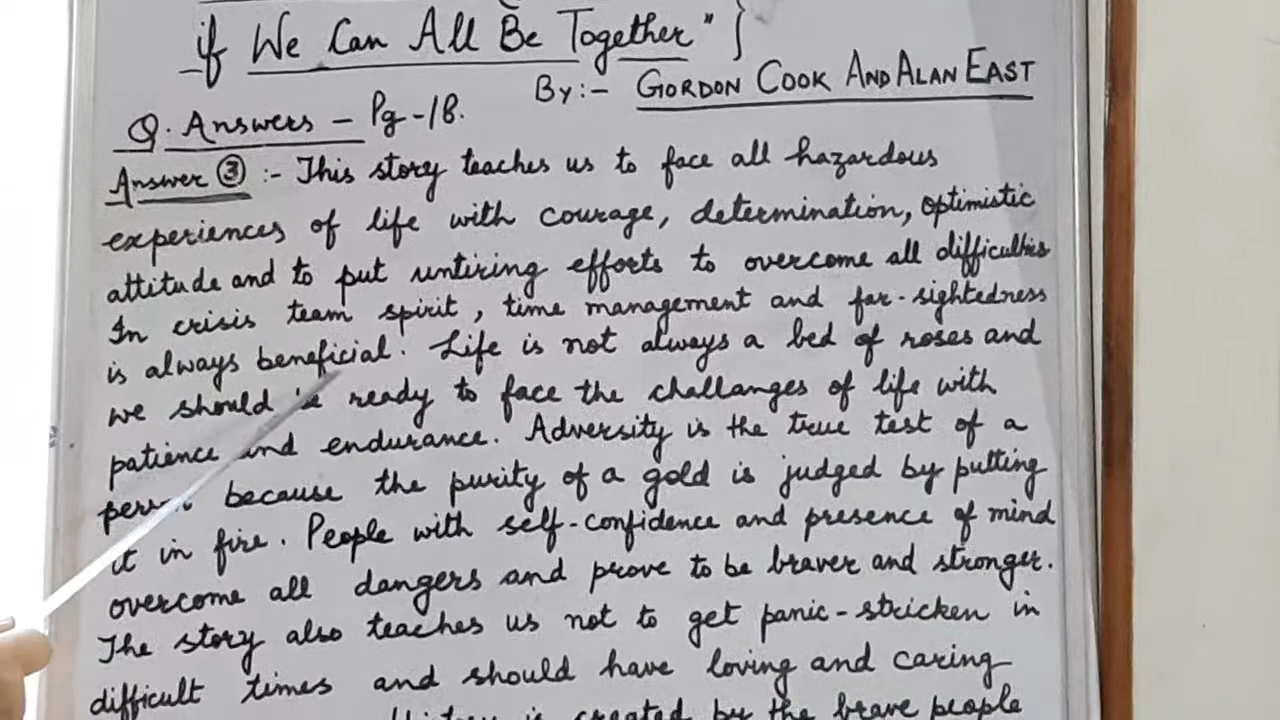 if We Can All Be Together" }
By :- GORDON COOK AND ALAN EAST
Q. Answers - Pg -18.
Answer ③ :- This story teaches us to face all hazardous
experiences of life with courage, determination, optimistic
attitude and to put untiring efforts to overcome all difficulties
In crisis team spirit, time management and far-sightedness
is always beneficial. Life is not always a bed of roses and
we should ready to face the challanges of life with
patience and endurance. Adversity is the true test of a
person because the purity of a gold is judged by putting
it in fire. People with self-confidence and presence of mind
overcome all dangers and prove to be braver and stronger.
The story also teaches us not to get panic-stricken in
difficult times and should have loving and caring
is created by the brave people